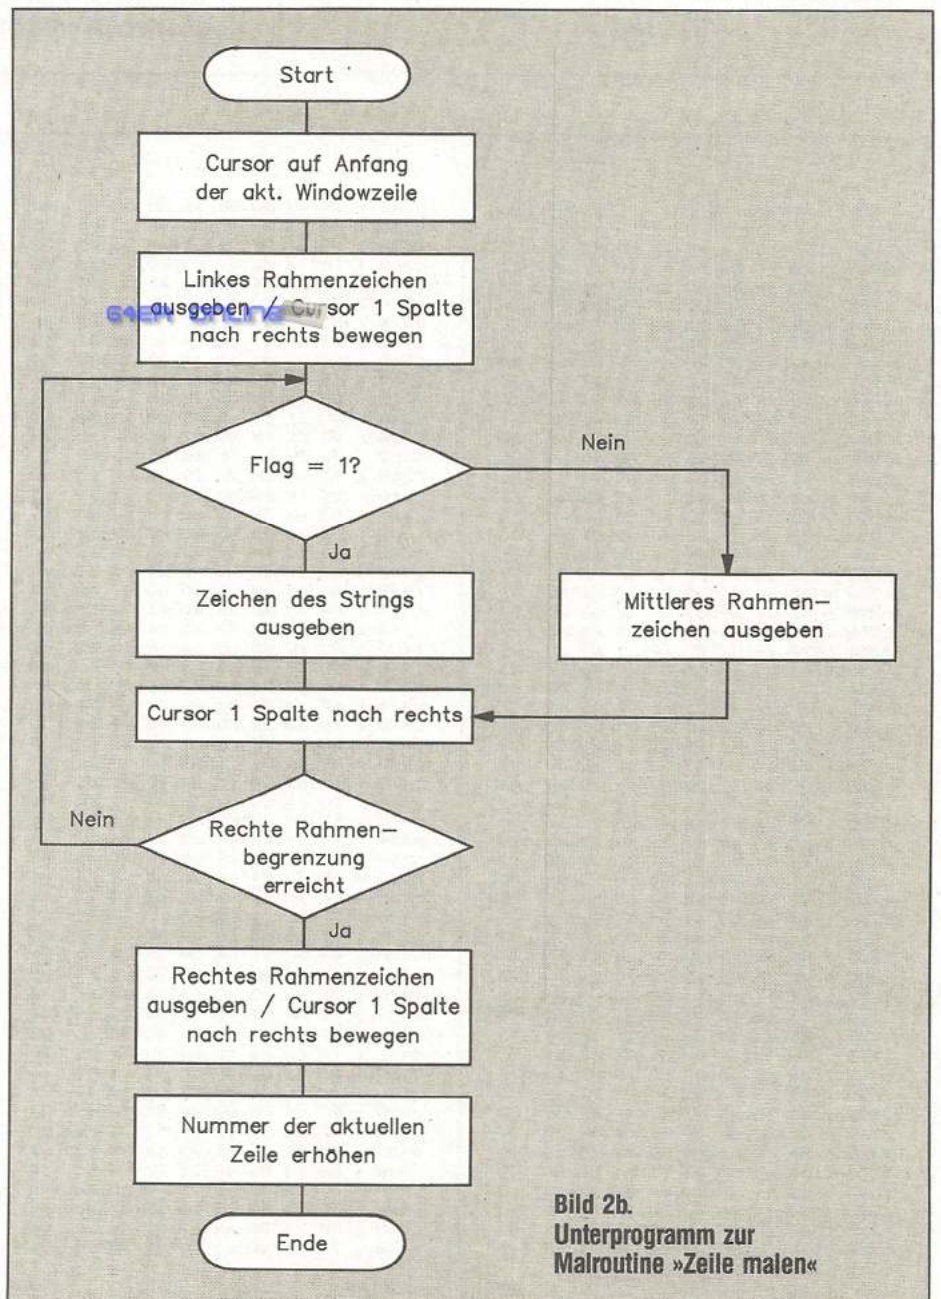 Start
Cursor auf Anfang
der akt. Windowzeile
Linkes Rahmenzeichen
ausgeben / Cursor 1 Spalte
nach rechts bewegen
64ER ONLINE
Flag = 1?
Nein
Ja
Zeichen des Strings
ausgeben
Mittleres Rahmen-
zeichen ausgeben
Cursor 1 Spalte nach rechts
Nein
Rechte Rahmen-
begrenzung
erreicht
Ja
Rechtes Rahmenzeichen
ausgeben / Cursor 1 Spalte
nach rechts bewegen
Nummer der aktuellen
Zeile erhöhen
Ende
Bild 2b.
Unterprogramm zur
Malroutine »Zeile malen«